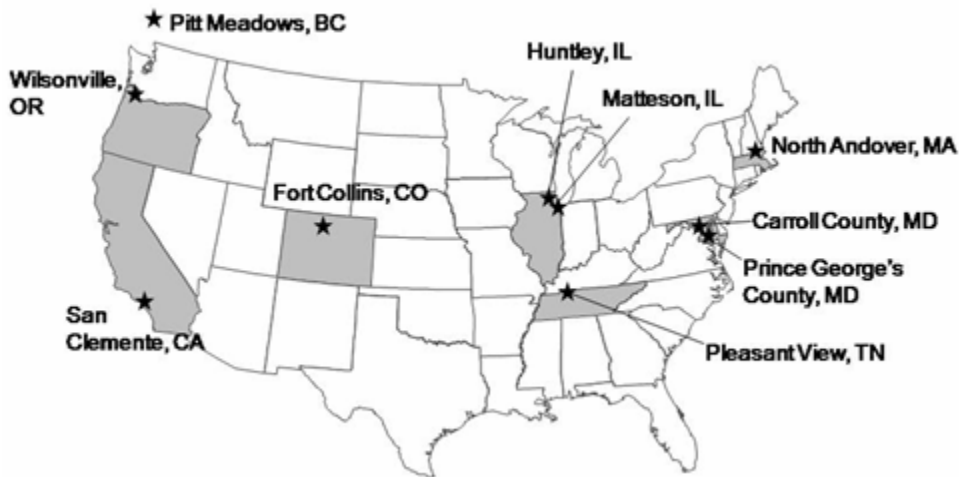 Pitt Meadows, BC
Huntley, IL
Wilsonville,
OR
Matteson, IL
North Andover, MA
Fort Collins, CO
Carroll County, MD
Prince George's
County, MD
San
Clemente, CA
Pleasant View, TN